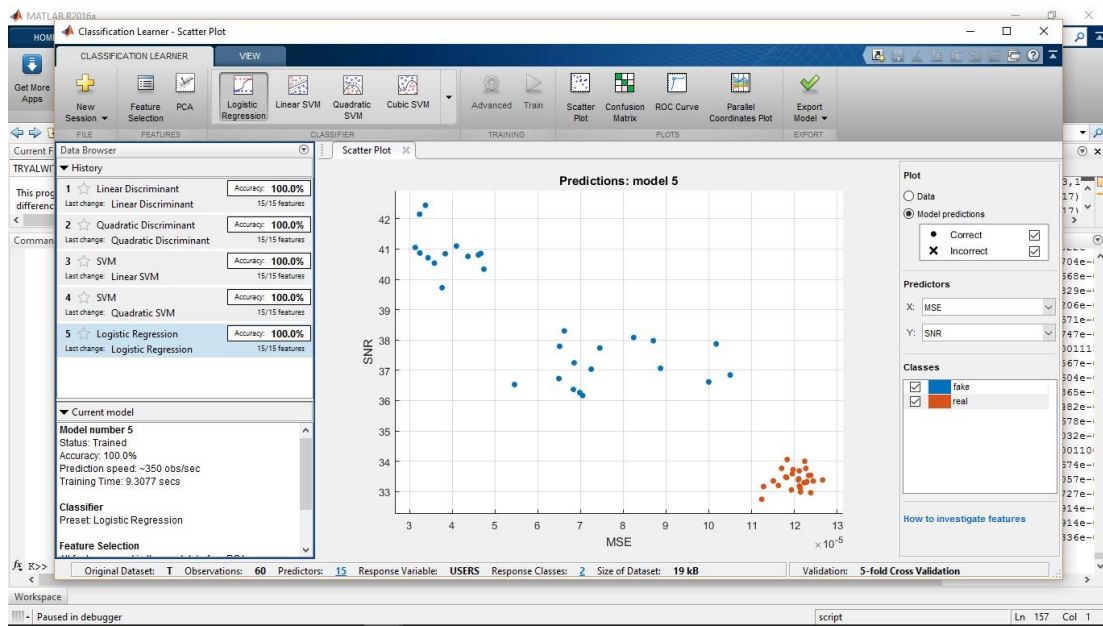 MATLAB R2016a
Classification Learner - Scatter Plot
HOM
CLASSIFICATION LEARNER
VIEW
Get More
Apps
New
Session
Feature
Selection
PCA
Logistic
Regression
Linear SVM
Quadratic
SVM
Cubic SVM
Advanced
Train
Scatter
Plot
Confusion
Matrix
ROC Curve
Parallel
Coordinates Plot
Export
Model
FILE
FEATURES
CLASSIFIER
TRAINING
PLOTS
EXPORT
Current F
TRYALWI
This prog
differenc
Comman
Data Browser
History
1 Linear Discriminant Accuracy: 100.0%
Last change: Linear Discriminant 15/15 features
2 Quadratic Discriminant Accuracy: 100.0%
Last change: Quadratic Discriminant 15/15 features
3 SVM Accuracy: 100.0%
Last change: Linear SVM 15/15 features
4 SVM Accuracy: 100.0%
Last change: Quadratic SVM 15/15 features
5 Logistic Regression Accuracy: 100.0%
Last change: Logistic Regression 15/15 features
Current model
Model number 5
Status: Trained
Accuracy: 100.0%
Prediction speed: ~350 obs/sec
Training Time: 9.3077 secs
Classifier
Preset: Logistic Regression
Feature Selection
Scatter Plot
Predictions: model 5
SNR
42
41
40
39
38
37
36
35
34
33
3 4 5 6 7 8 9 10 11 12 13
MSE
×10-5
Plot
Data
Model predictions
Correct
Incorrect
Predictors
X: MSE
Y: SNR
Classes
fake
real
How to investigate features
Original Dataset: T Observations: 60 Predictors: 15 Response Variable: USERS Response Classes: 2 Size of Dataset: 19 kB Validation: 5-fold Cross Validation
fx K>>
Workspace
Paused in debugger
script
Ln 157 Col 1